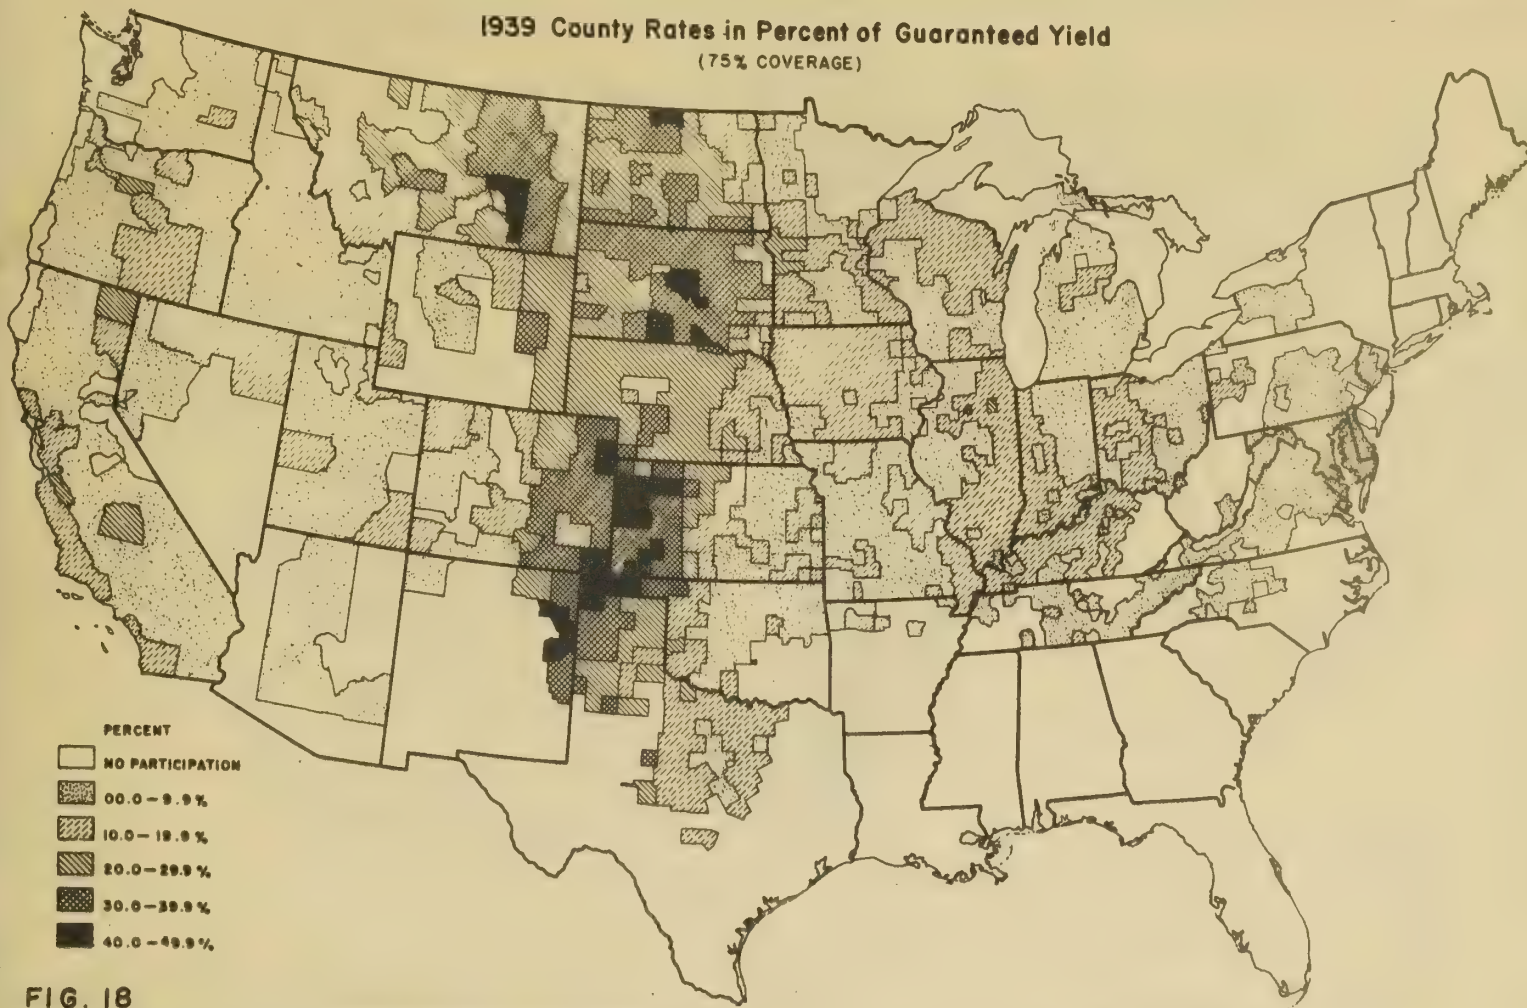 1939 County Rates in Percent of Guaranteed Yield
(75% COVERAGE)
PERCENT
NO PARTICIPATION
00.0-9.9%
10.0-19.9%
20.0-29.9%
30.0-39.9%
40.0-49.9%
FIG. 18